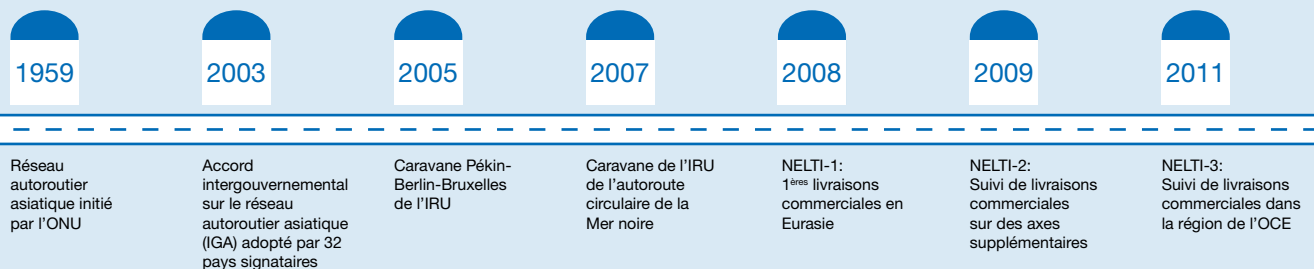 1959
2003
2005
2007
2008
2009
2011
Réseau
autoroutier
asiatique initié
par l'ONU
Accord
intergouvernemental
sur le réseau
autoroutier asiatique
(IGA) adopté par 32
pays signataires
Caravane Pékin-
Berlin-Bruxelles
de l'IRU
Caravane de l'IRU
de l'autoroute
circulaire de la
Mer noire
NELTI-1:
1ères livraisons
commerciales en
Eurasie
NELTI-2:
Suivi de livraisons
commerciales
sur des axes
supplémentaires
NELTI-3:
Suivi de livraisons
commerciales dans
la région de l'OCE